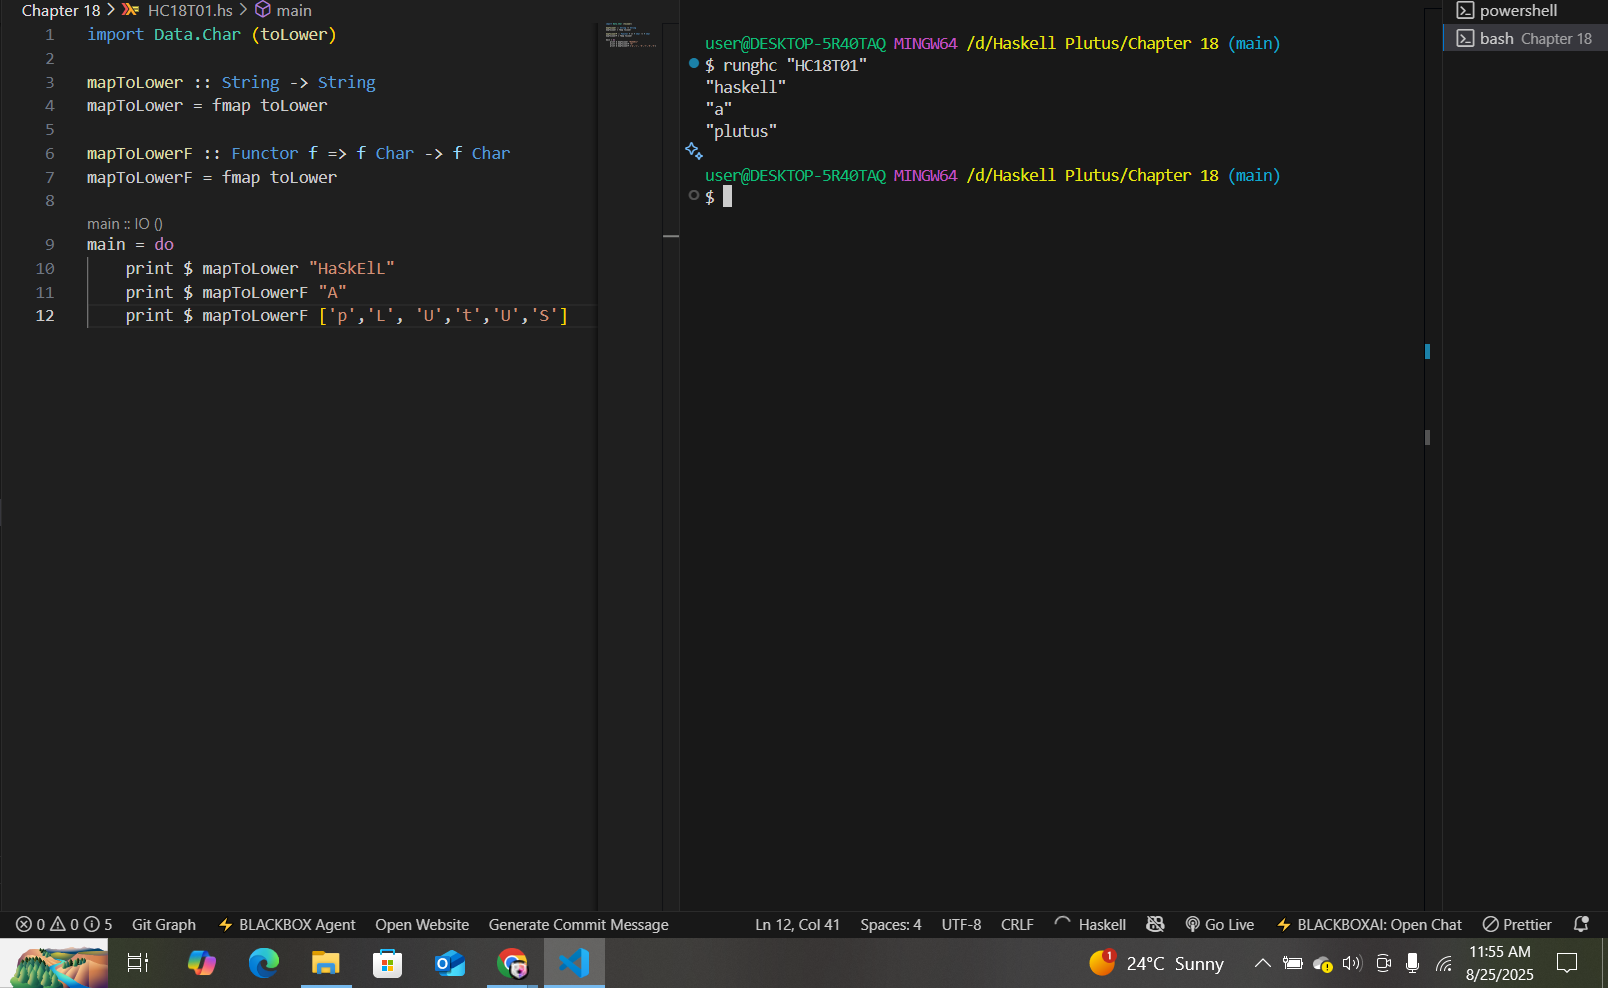 Chapter 18 > HC18T01.hs > main
1 import Data.Char (toLower)
2
3 mapToLower :: String -> String
4 mapToLower = fmap toLower
5
6 mapToLowerF :: Functor f => f Char -> f Char
7 mapToLowerF = fmap toLower
8
main :: IO ()
9 main = do
10 print $ mapToLower "HaSkElL"
11 print $ mapToLowerF "A"
12 print $ mapToLowerF ['p','L', 'U','t','U','S']
user@DESKTOP-5R40TAQ MINGW64 /d/Haskell Plutus/Chapter 18 (main)
$ runghc "HC18T01"
"haskell"
"a"
"plutus"
user@DESKTOP-5R40TAQ MINGW64 /d/Haskell Plutus/Chapter 18 (main)
$
powershell
bash Chapter 18
0 0 5 Git Graph BLACKBOX Agent Open Website Generate Commit Message Ln 12, Col 41 Spaces: 4 UTF-8 CRLF Haskell Go Live BLACKBOXAI: Open Chat Prettier
1 24°C Sunny
11:55 AM
8/25/2025